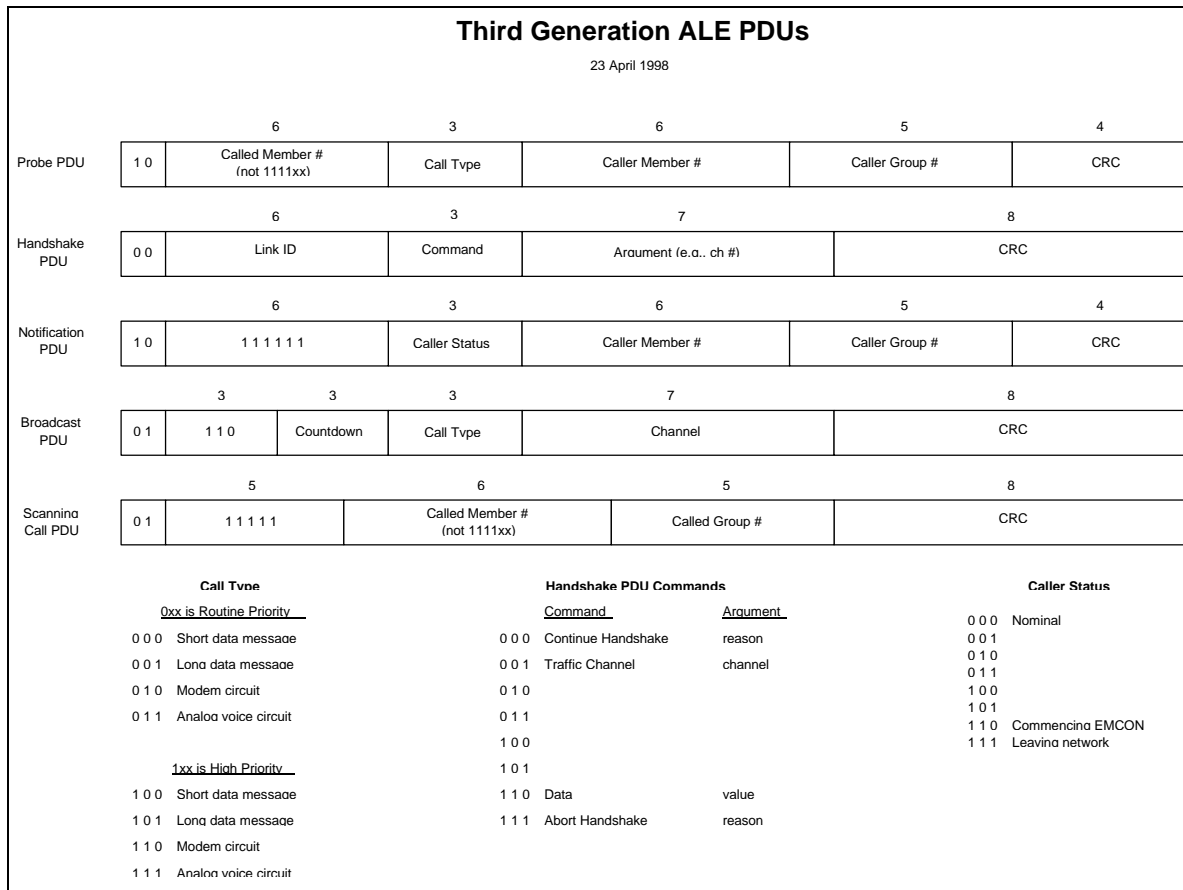 Third Generation ALE PDUs
23 April 1998
6 3 6 5 4
Probe PDU
1 0
Called Member #
(not 1111xx)
Call Type
Caller Member #
Caller Group #
CRC
6 3 7 8
Handshake
PDU
0 0
Link ID
Command
Argument (e.g., ch #)
CRC
6 3 6 5 4
Notification
PDU
1 0
1 1 1 1 1 1
Caller Status
Caller Member #
Caller Group #
CRC
3 3 3 7 8
Broadcast
PDU
0 1
1 1 0
Countdown
Call Type
Channel
CRC
5 6 5 8
Scanning
Call PDU
0 1
1 1 1 1 1
Called Member #
(not 1111xx)
Called Group #
CRC
Call Type
0xx is Routine Priority
0 0 0 Short data message
0 0 1 Long data message
0 1 0 Modem circuit
0 1 1 Analog voice circuit
1xx is High Priority
1 0 0 Short data message
1 0 1 Long data message
1 1 0 Modem circuit
1 1 1 Analog voice circuit
Handshake PDU Commands
Command Argument
0 0 0 Continue Handshake reason
0 0 1 Traffic Channel channel
0 1 0
0 1 1
1 0 0
1 0 1
1 1 0 Data value
1 1 1 Abort Handshake reason
Caller Status
0 0 0 Nominal
0 0 1
0 1 0
0 1 1
1 0 0
1 0 1
1 1 0 Commencing EMCON
1 1 1 Leaving network